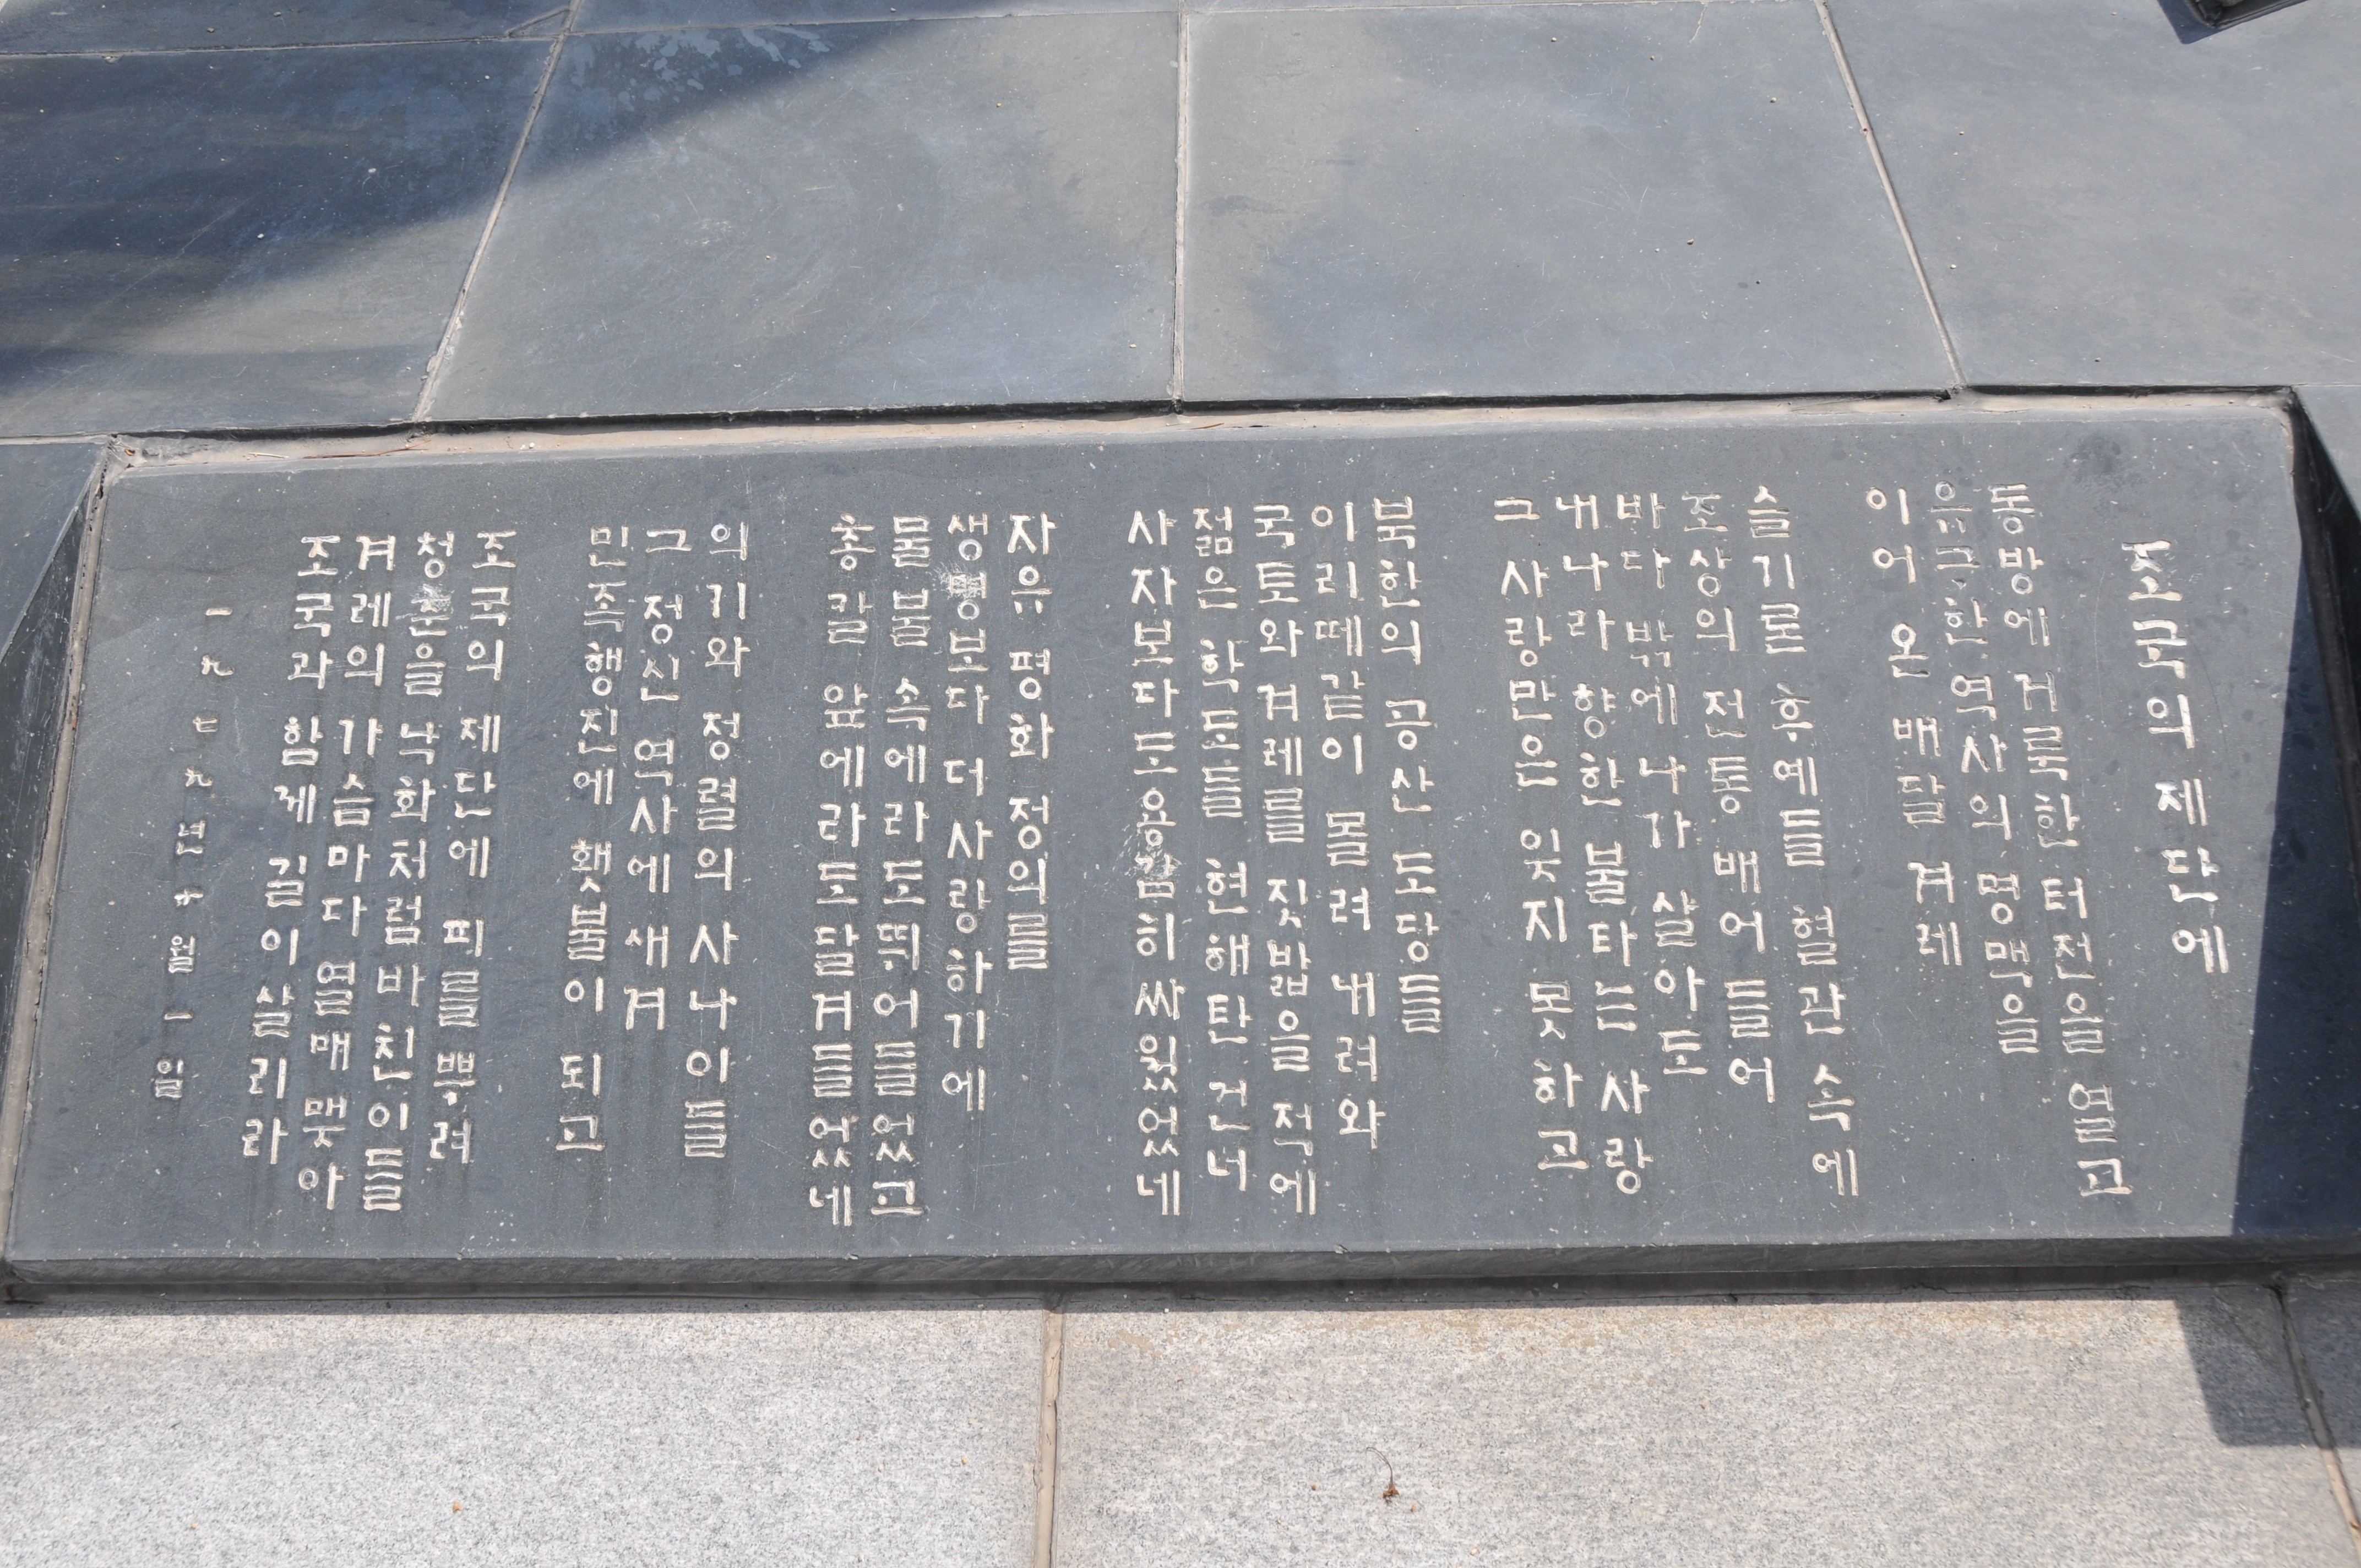 조국의 제단에
동방에 거룩한 터전을 열고
유구한 역사의 명맥을
이어 온 배달 겨레
슬기론 후예들 혈관 속에
조상의 전통 배어 들어
바다 밖에 나가 살아도
내나라 향한 불타는 사랑
그 사랑만은 잊지 못하고
북한의 공산 도당들
이리떼같이 몰려 내려와
국토와 겨레를 짓밟을 적에
젊은 학도들 현해탄 건너
사자보다도 용감히 싸웠었네
자유 평화 정의를
생명보다 더 사랑하기에
물불 속에라도 뛰어들었고
총칼 앞에라도 맘겨들었네
의기와 정렬의 사나이들
그 정신 역사에 새겨
민족행진에 횃불이 되고
조국의 제단에 피를 뿌려
청춘을 낙화처럼 바친이들
겨레의 가슴마다 열매 맺아
조국과 함께 길이살리라
一九七九년 十월 一일